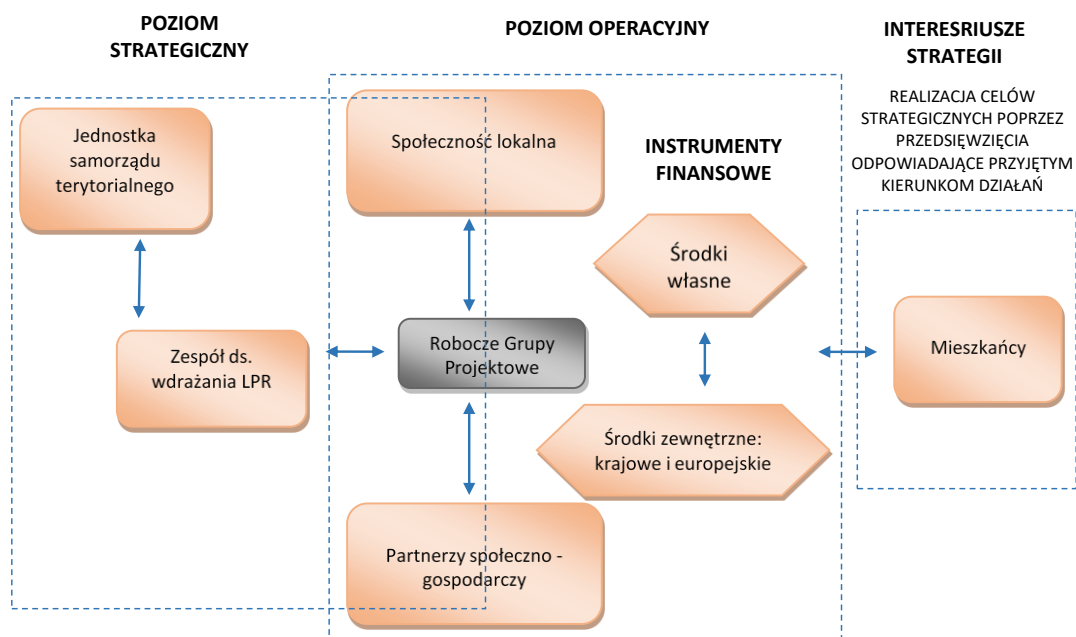 POZIOM
STRATEGICZNY
POZIOM OPERACYJNY
INTERESRIUSZE
STRATEGII
REALIZACJA CELÓW
STRATEGICZNYCH POPRZEZ
PRZEDSIĘWZIĘCIA
ODPOWIADAJĄCE PRZYJĘTYM
KIERUNKOM DZIAŁAŃ
Jednostka
samorządu
terytorialnego
Społeczność lokalna
INSTRUMENTY
FINANSOWE
Środki
własne
Zespół ds.
wdrażania LPR
Robocze Grupy
Projektowe
Mieszkańcy
Środki zewnętrzne:
krajowe i europejskie
Partnerzy społeczno -
gospodarczy